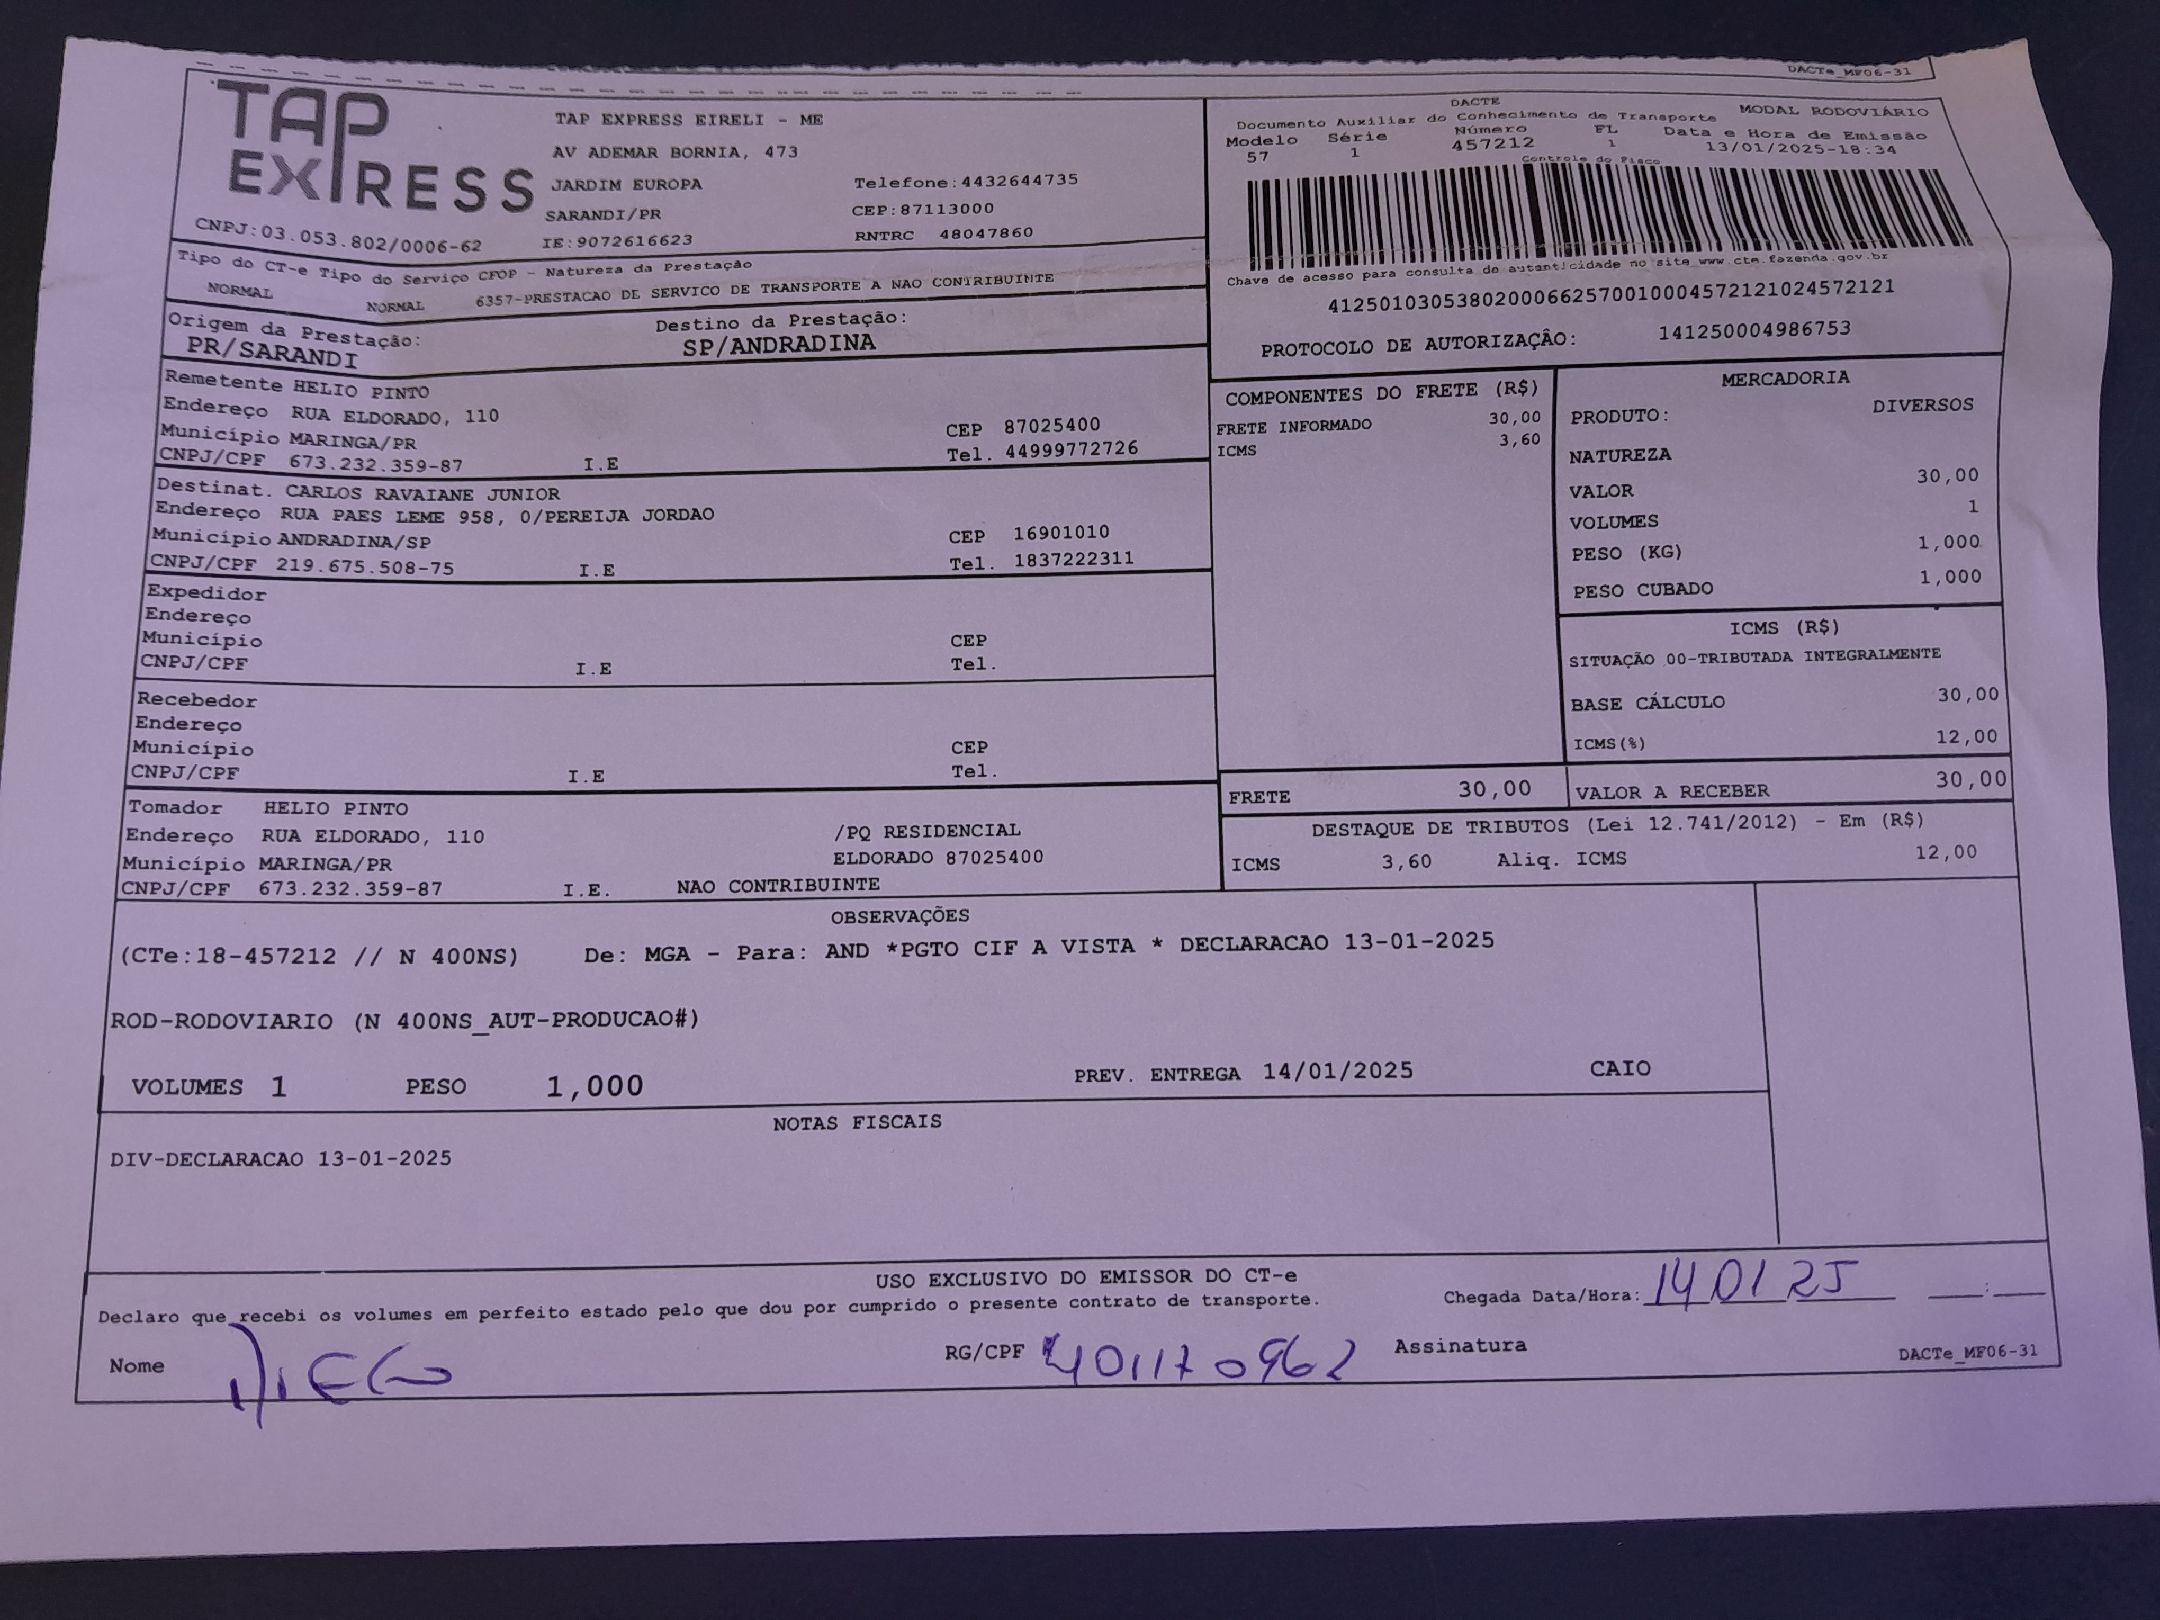 DACTe_MF06-31
TAP EXPRESS
TAP EXPRESS EIRELI - ME
AV ADEMAR BORNIA, 473
JARDIM EUROPA
Telefone:4432644735
SARANDI/PR
CEP:87113000
CNPJ:03.053.802/0006-62
IE:9072616623
RNTRC 48047860
DACTE
Documento Auxiliar do Conhecimento de Transporte
MODAL RODOVIÁRIO
Modelo Série Número FL Data e Hora de Emissão
57 1 457212 1 13/01/2025-18:34
Controle do Fisco
Chave de acesso para consulta de autenticidade no site www.cte.fazenda.gov.br
41250103053802000662570010004572121024572121
PROTOCOLO DE AUTORIZAÇÃO: 141250004986753
Tipo do CT-e Tipo do Serviço CFOP - Natureza da Prestação
NORMAL NORMAL 6357-PRESTACAO DE SERVICO DE TRANSPORTE A NAO CONTRIBUINTE
Origem da Prestação: Destino da Prestação:
PR/SARANDI SP/ANDRADINA
Remetente HELIO PINTO
Endereço RUA ELDORADO, 110
Município MARINGA/PR CEP 87025400
CNPJ/CPF 673.232.359-87 I.E Tel. 44999772726
Destinat. CARLOS RAVAIANE JUNIOR
Endereço RUA PAES LEME 958, 0/PEREIJA JORDAO
Município ANDRADINA/SP CEP 16901010
CNPJ/CPF 219.675.508-75 I.E Tel. 1837222311
Expedidor
Endereço
Município CEP
CNPJ/CPF I.E Tel.
Recebedor
Endereço
Município CEP
CNPJ/CPF I.E Tel.
Tomador HELIO PINTO
Endereço RUA ELDORADO, 110 /PQ RESIDENCIAL
Município MARINGA/PR ELDORADO 87025400
CNPJ/CPF 673.232.359-87 I.E. NAO CONTRIBUINTE
COMPONENTES DO FRETE (R$)
FRETE INFORMADO 30,00
ICMS 3,60
MERCADORIA
PRODUTO: DIVERSOS
NATUREZA
VALOR 30,00
VOLUMES 1
PESO (KG) 1,000
PESO CUBADO 1,000
ICMS (R$)
SITUAÇÃO 00-TRIBUTADA INTEGRALMENTE
BASE CÁLCULO 30,00
ICMS(%) 12,00
FRETE 30,00 VALOR A RECEBER 30,00
DESTAQUE DE TRIBUTOS (Lei 12.741/2012) - Em (R$)
ICMS 3,60 Aliq. ICMS 12,00
OBSERVAÇÕES
(CTe:18-457212 // N 400NS) De: MGA - Para: AND *PGTO CIF A VISTA * DECLARACAO 13-01-2025
ROD-RODOVIARIO (N 400NS_AUT-PRODUCAO#)
VOLUMES 1 PESO 1,000 PREV. ENTREGA 14/01/2025 CAIO
NOTAS FISCAIS
DIV-DECLARACAO 13-01-2025
USO EXCLUSIVO DO EMISSOR DO CT-e
Declaro que recebi os volumes em perfeito estado pelo que dou por cumprido o presente contrato de transporte.
Chegada Data/Hora: 14 01 25 __:__
Nome DIEGO RG/CPF 401170962 Assinatura
DACTe_MF06-31